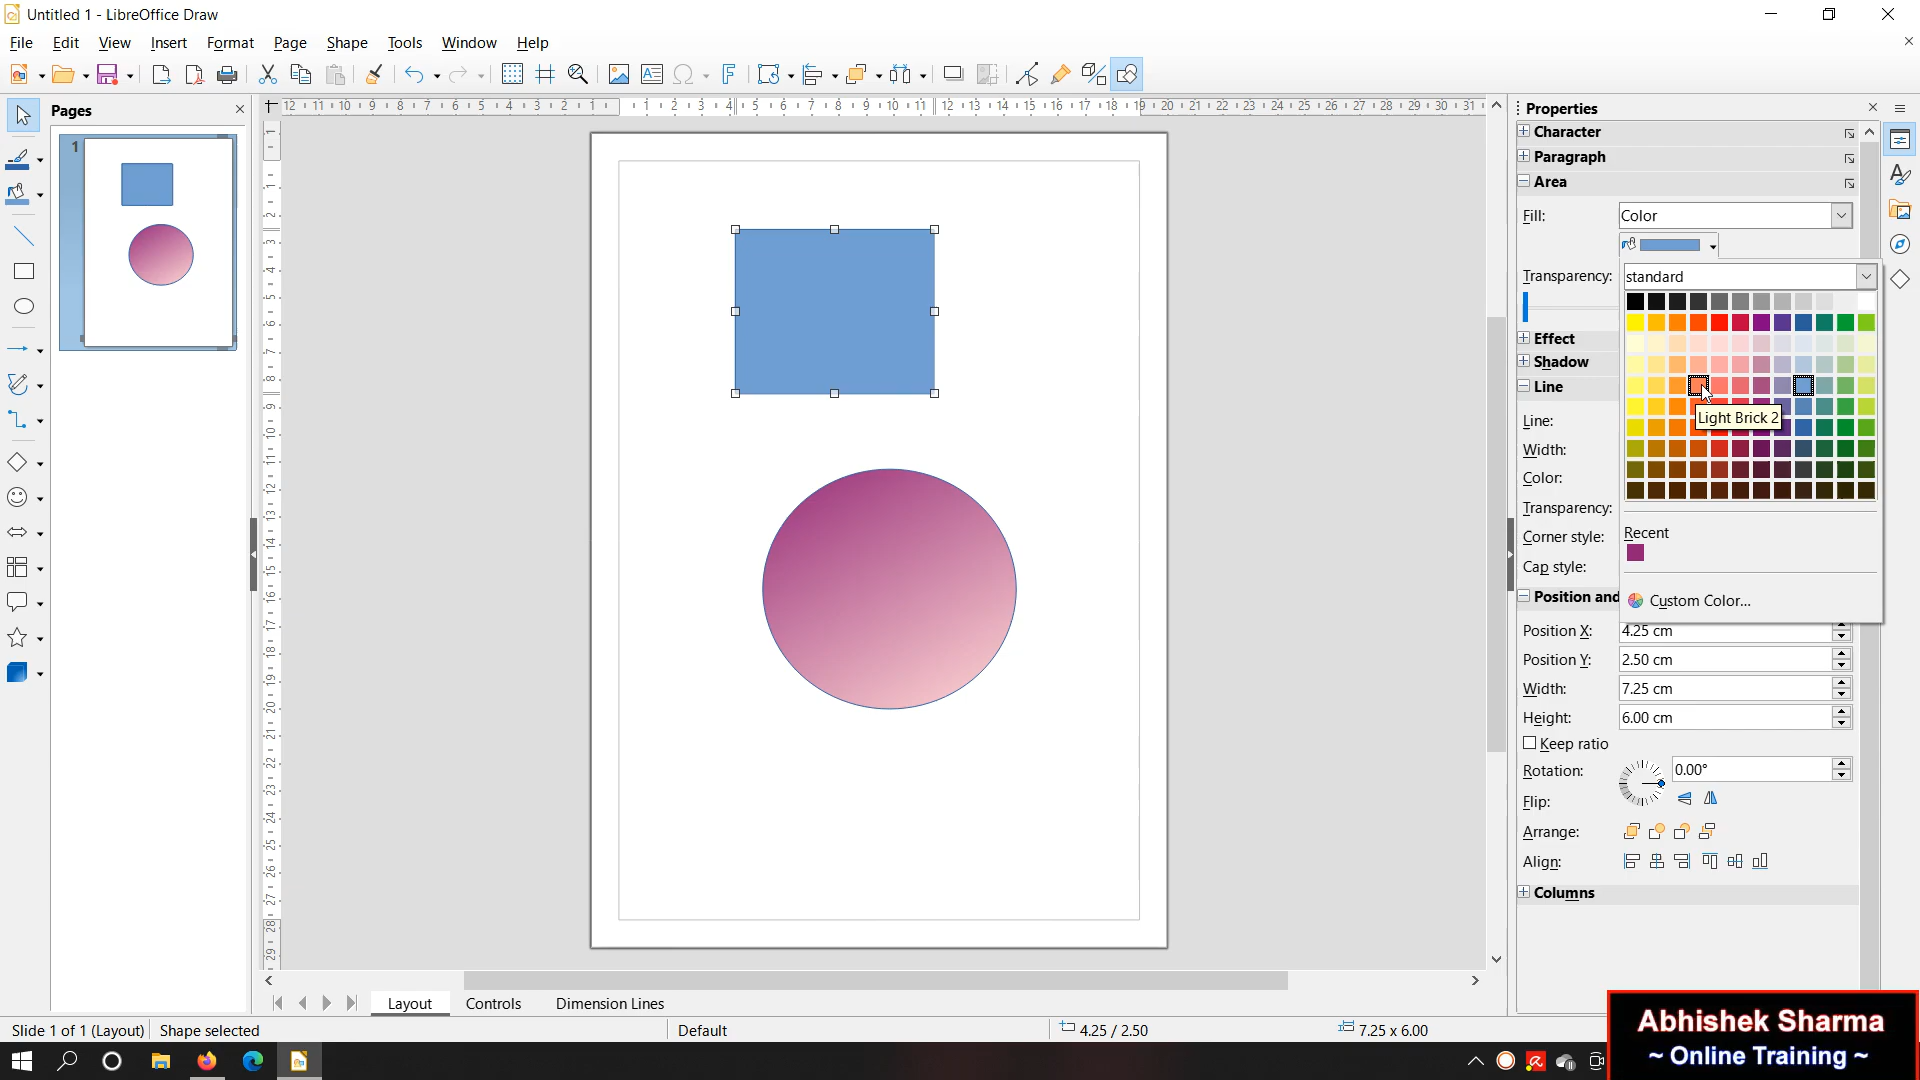 Untitled 1 - LibreOffice Draw
File Edit View Insert Format Page Shape Tools Window Help
Pages
1
Properties
Character
Paragraph
Area
Fill: Color
Transparency:
standard
Effect
Shadow
Line
Light Brick 2
Line:
Width:
Color:
Transparency:
Corner style:
Cap style:
Recent
Custom Color...
Position and
Position X: 4.25 cm
Position Y: 2.50 cm
Width: 7.25 cm
Height: 6.00 cm
Keep ratio
Rotation: 0.00°
Flip:
Arrange:
Align:
Columns
Layout Controls Dimension Lines
Slide 1 of 1 (Layout) Shape selected Default 4.25 / 2.50 7.25 x 6.00
Abhishek Sharma
~ Online Training ~